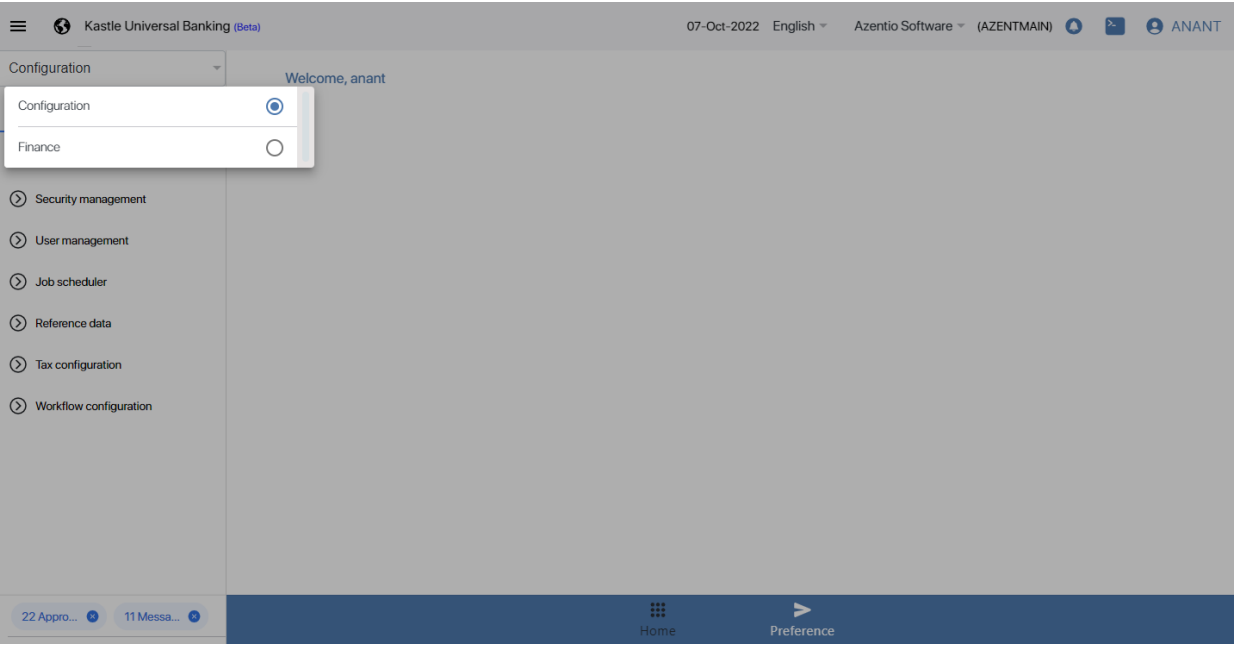 Kastle Universal Banking (Beta)
07-Oct-2022 English Azentio Software (AZENTMAIN) ANANT
Configuration
Welcome, anant
Configuration
Finance
Security management
User management
Job scheduler
Reference data
Tax configuration
Workflow configuration
22 Appro... 11 Messa...
Home Preference